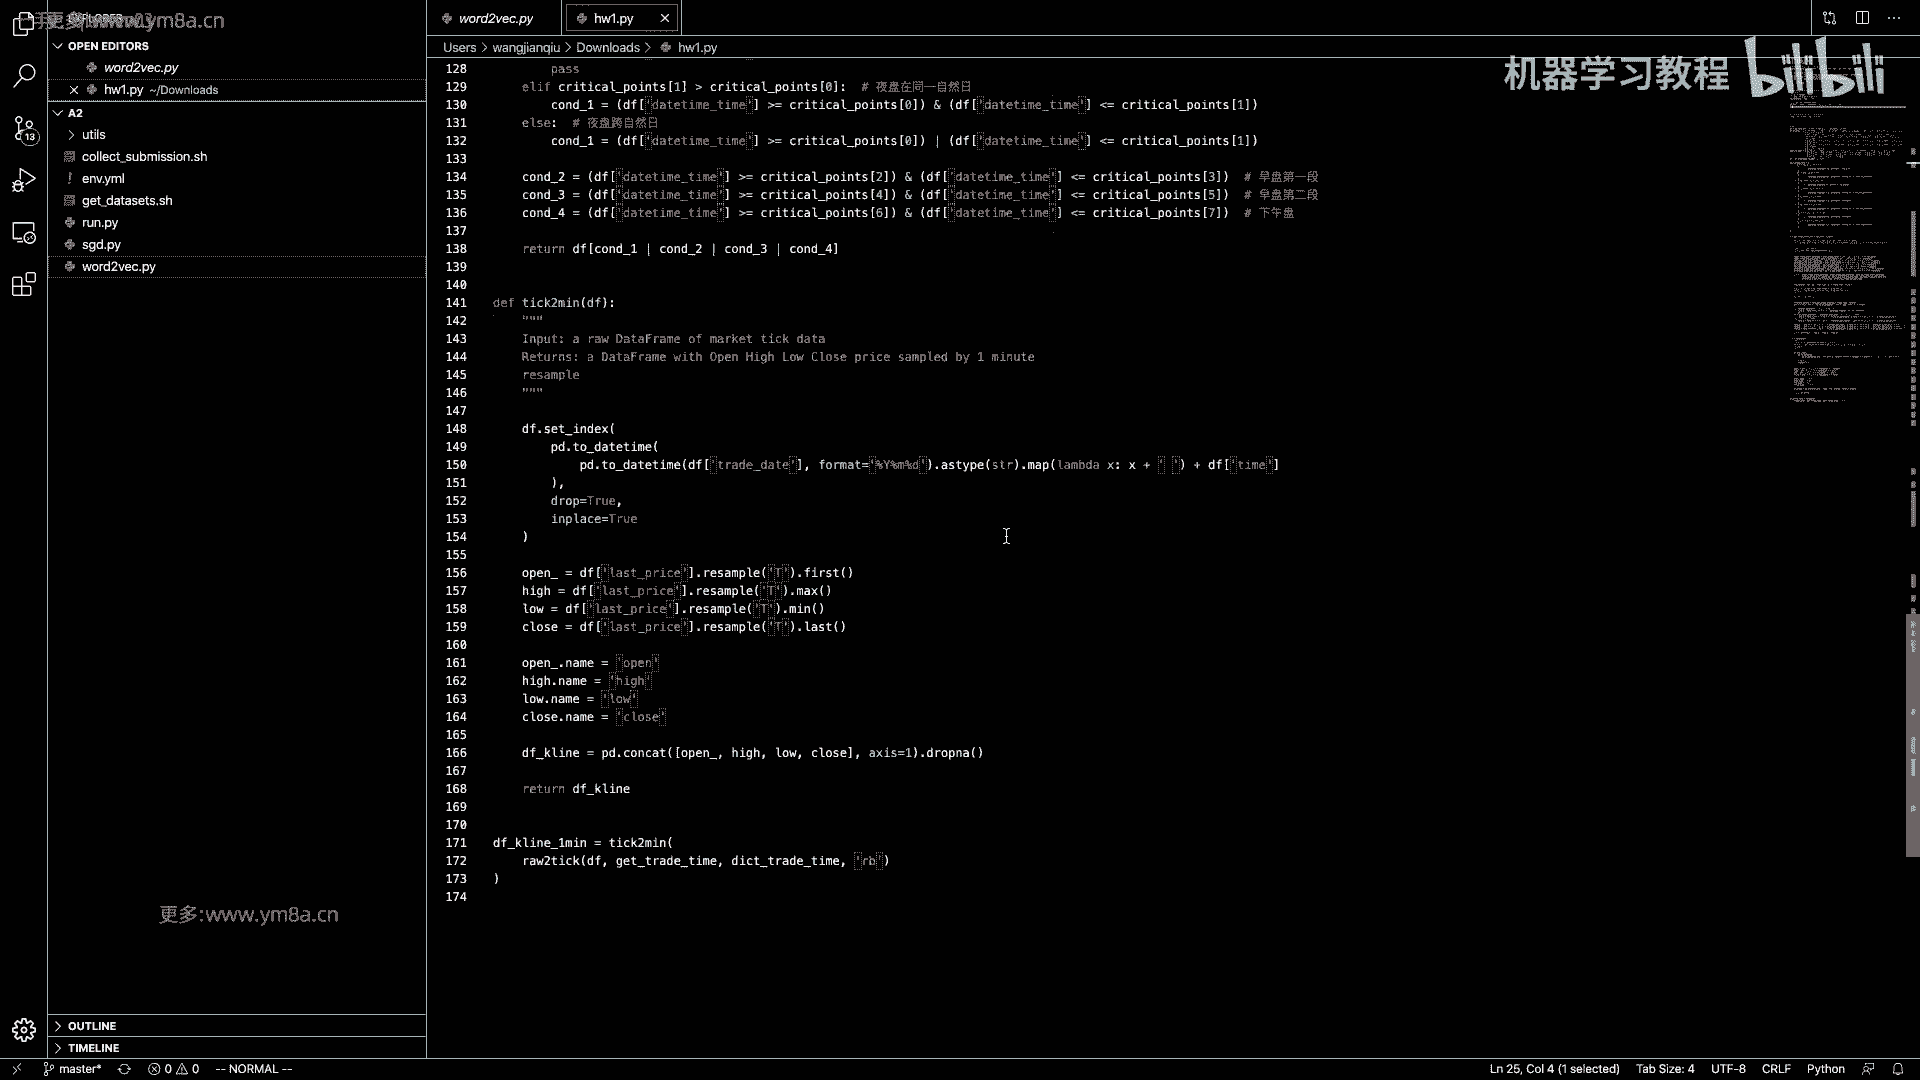 更多:www.ym8a.cn
OPEN EDITORS
word2vec.py
hw1.py ~/Downloads
A2
utils
collect_submission.sh
env.yml
get_datasets.sh
run.py
sgd.py
word2vec.py
13
更多:www.ym8a.cn
OUTLINE
TIMELINE
word2vec.py
hw1.py
Users > wangjianqiu > Downloads > hw1.py
机器学习教程 bilibili
128 pass
129 elif critical_points[1] > critical_points[0]:  # 夜盘在同一自然日
130 cond_1 = (df['datetime_time'] >= critical_points[0]) & (df['datetime_time'] <= critical_points[1])
131 else:  # 夜盘跨自然日
132 cond_1 = (df['datetime_time'] >= critical_points[0]) | (df['datetime_time'] <= critical_points[1])
133
134 cond_2 = (df['datetime_time'] >= critical_points[2]) & (df['datetime_time'] <= critical_points[3])  # 早盘第一段
135 cond_3 = (df['datetime_time'] >= critical_points[4]) & (df['datetime_time'] <= critical_points[5])  # 早盘第二段
136 cond_4 = (df['datetime_time'] >= critical_points[6]) & (df['datetime_time'] <= critical_points[7])  # 下午盘
137
138 return df[cond_1 | cond_2 | cond_3 | cond_4]
139
140
141 def tick2min(df):
142 """
143 Input: a raw DataFrame of market tick data
144 Returns: a DataFrame with Open High Low Close price sampled by 1 minute
145 resample
146 """
147
148 df.set_index(
149 pd.to_datetime(
150 pd.to_datetime(df['trade_date'], format='%Y%m%d').astype(str).map(lambda x: x + ' ') + df['time']
151 ),
152 drop=True,
153 inplace=True
154 )
155
156 open_ = df['last_price'].resample('T').first()
157 high = df['last_price'].resample('T').max()
158 low = df['last_price'].resample('T').min()
159 close = df['last_price'].resample('T').last()
160
161 open_.name = 'open'
162 high.name = 'high'
163 low.name = 'low'
164 close.name = 'close'
165
166 df_kline = pd.concat([open_, high, low, close], axis=1).dropna()
167
168 return df_kline
169
170
171 df_kline_1min = tick2min(
172 raw2tick(df, get_trade_time, dict_trade_time, 'rb')
173 )
174
master* 0 0 -- NORMAL --
Ln 25, Col 4 (1 selected) Tab Size: 4 UTF-8 CRLF Python